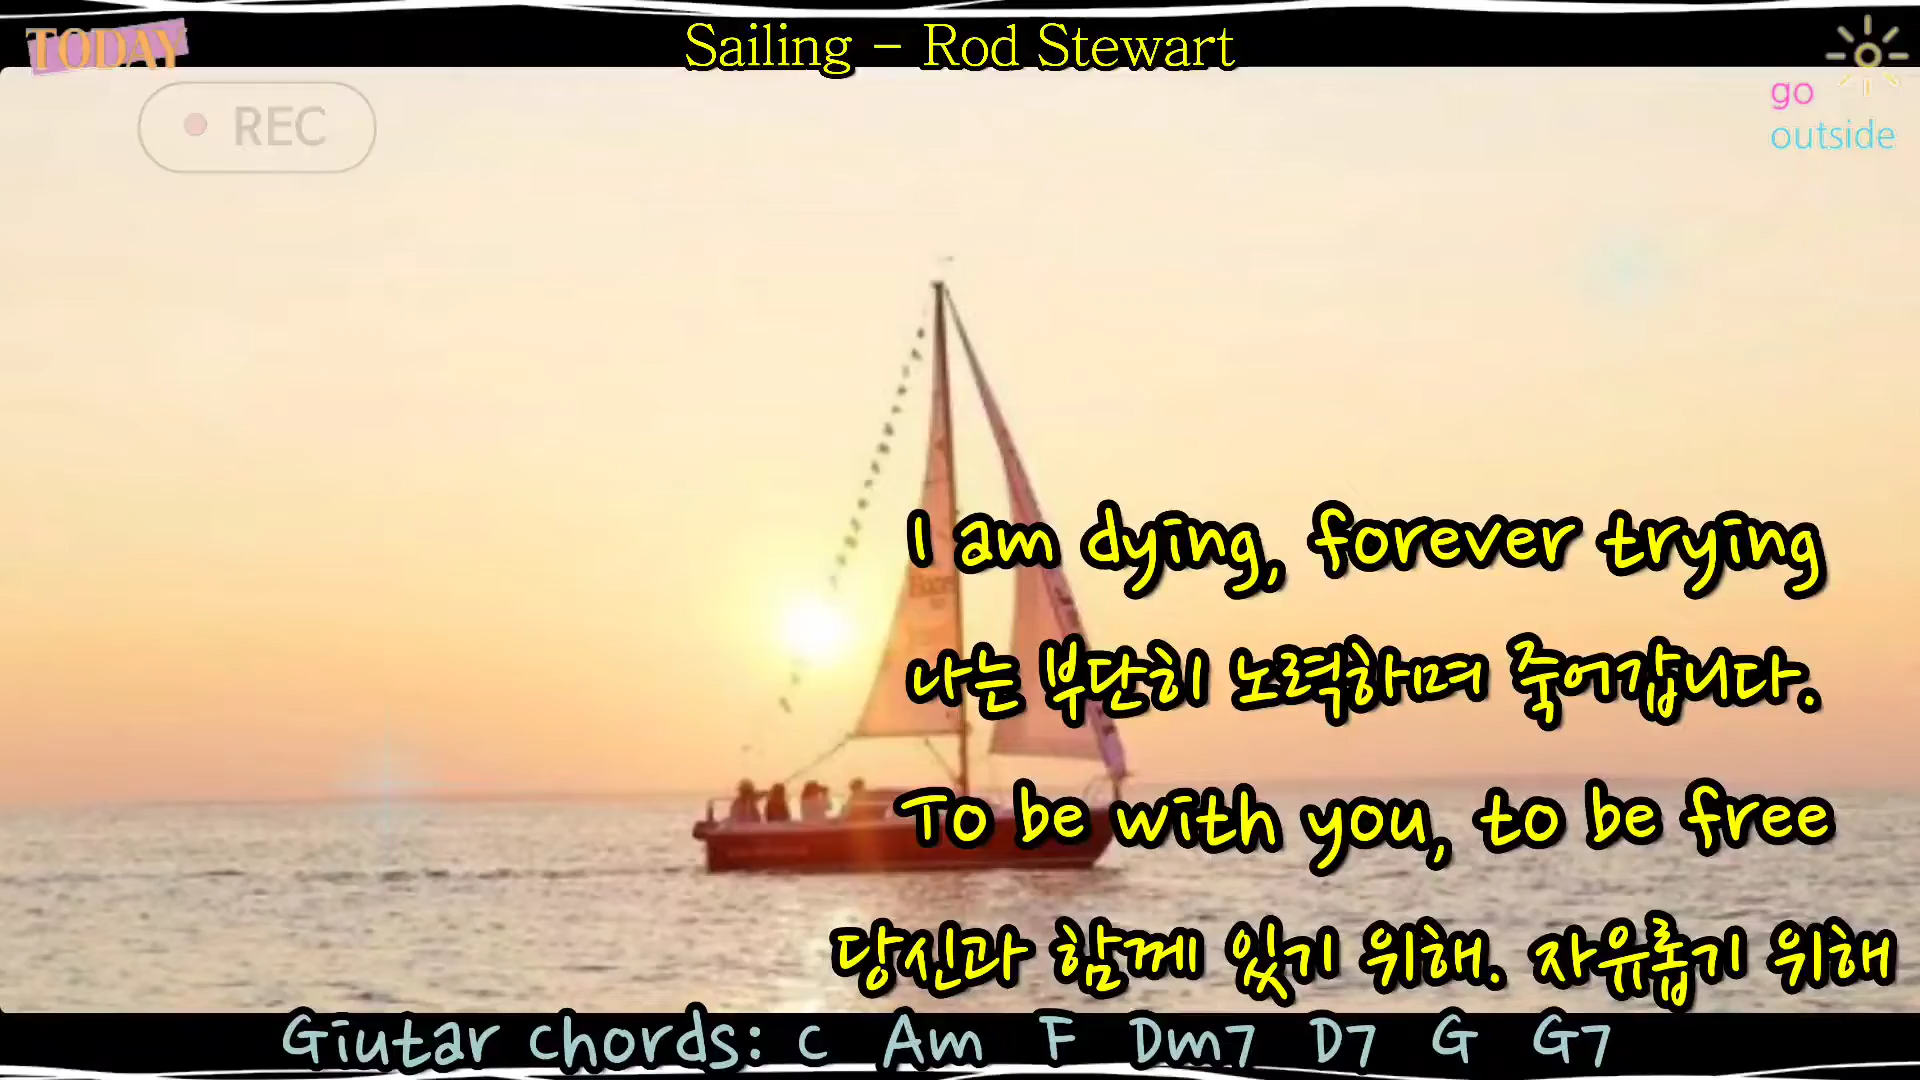 TODAY
Sailing - Rod Stewart
REC
go
outside
I am dying, forever trying
나는 부단히 노력하며 죽어갑니다.
To be with you, to be free
당신과 함께 있기 위해. 자유롭기 위해
Giutar chords: C Am F Dm7 D7 G G7